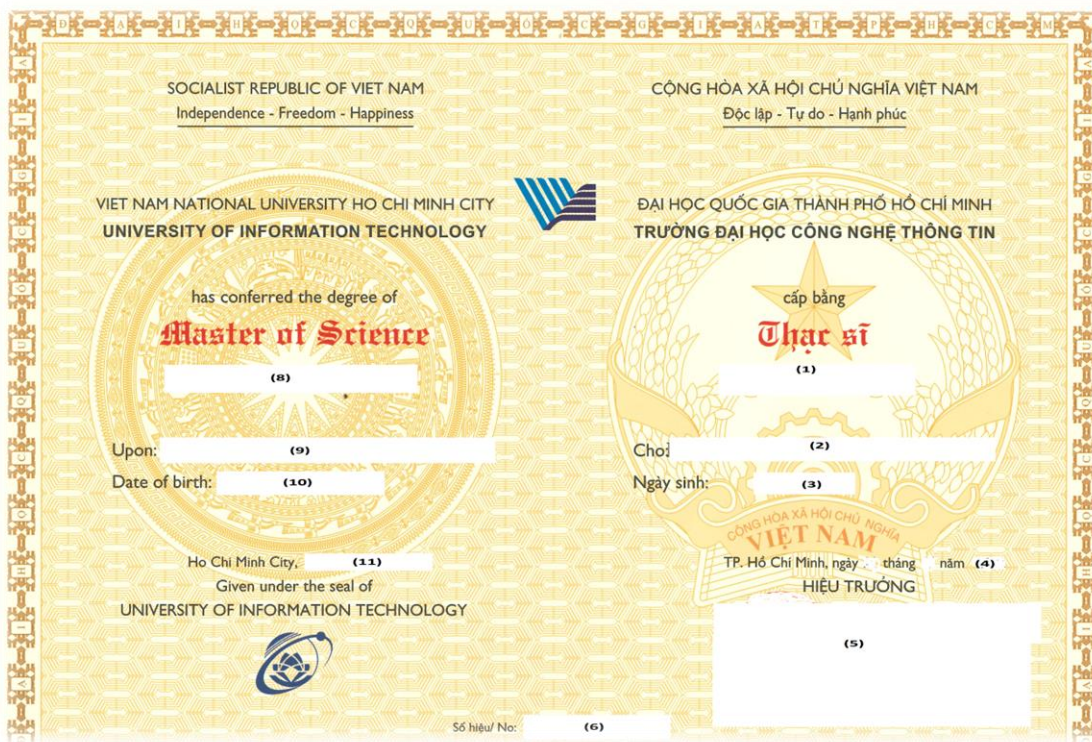 Đ A I H O C Q U Ố C G I A T P H C M
SOCIALIST REPUBLIC OF VIET NAM
Independence - Freedom - Happiness
VIET NAM NATIONAL UNIVERSITY HO CHI MINH CITY
UNIVERSITY OF INFORMATION TECHNOLOGY
has conferred the degree of
Master of Science
(8)
Upon: (9)
Date of birth: (10)
Ho Chi Minh City, (11)
Given under the seal of
UNIVERSITY OF INFORMATION TECHNOLOGY
CỘNG HÒA XÃ HỘI CHỦ NGHĨA VIỆT NAM
Độc lập - Tự do - Hạnh phúc
ĐẠI HỌC QUỐC GIA THÀNH PHỐ HỒ CHÍ MINH
TRƯỜNG ĐẠI HỌC CÔNG NGHỆ THÔNG TIN
cấp bằng
Thạc sĩ
(1)
Cho: (2)
Ngày sinh: (3)
CỘNG HÒA XÃ HỘI CHỦ NGHĨA
VIỆT NAM
TP. Hồ Chí Minh, ngày tháng năm (4)
HIỆU TRƯỞNG
(5)
Số hiệu/ No: (6)